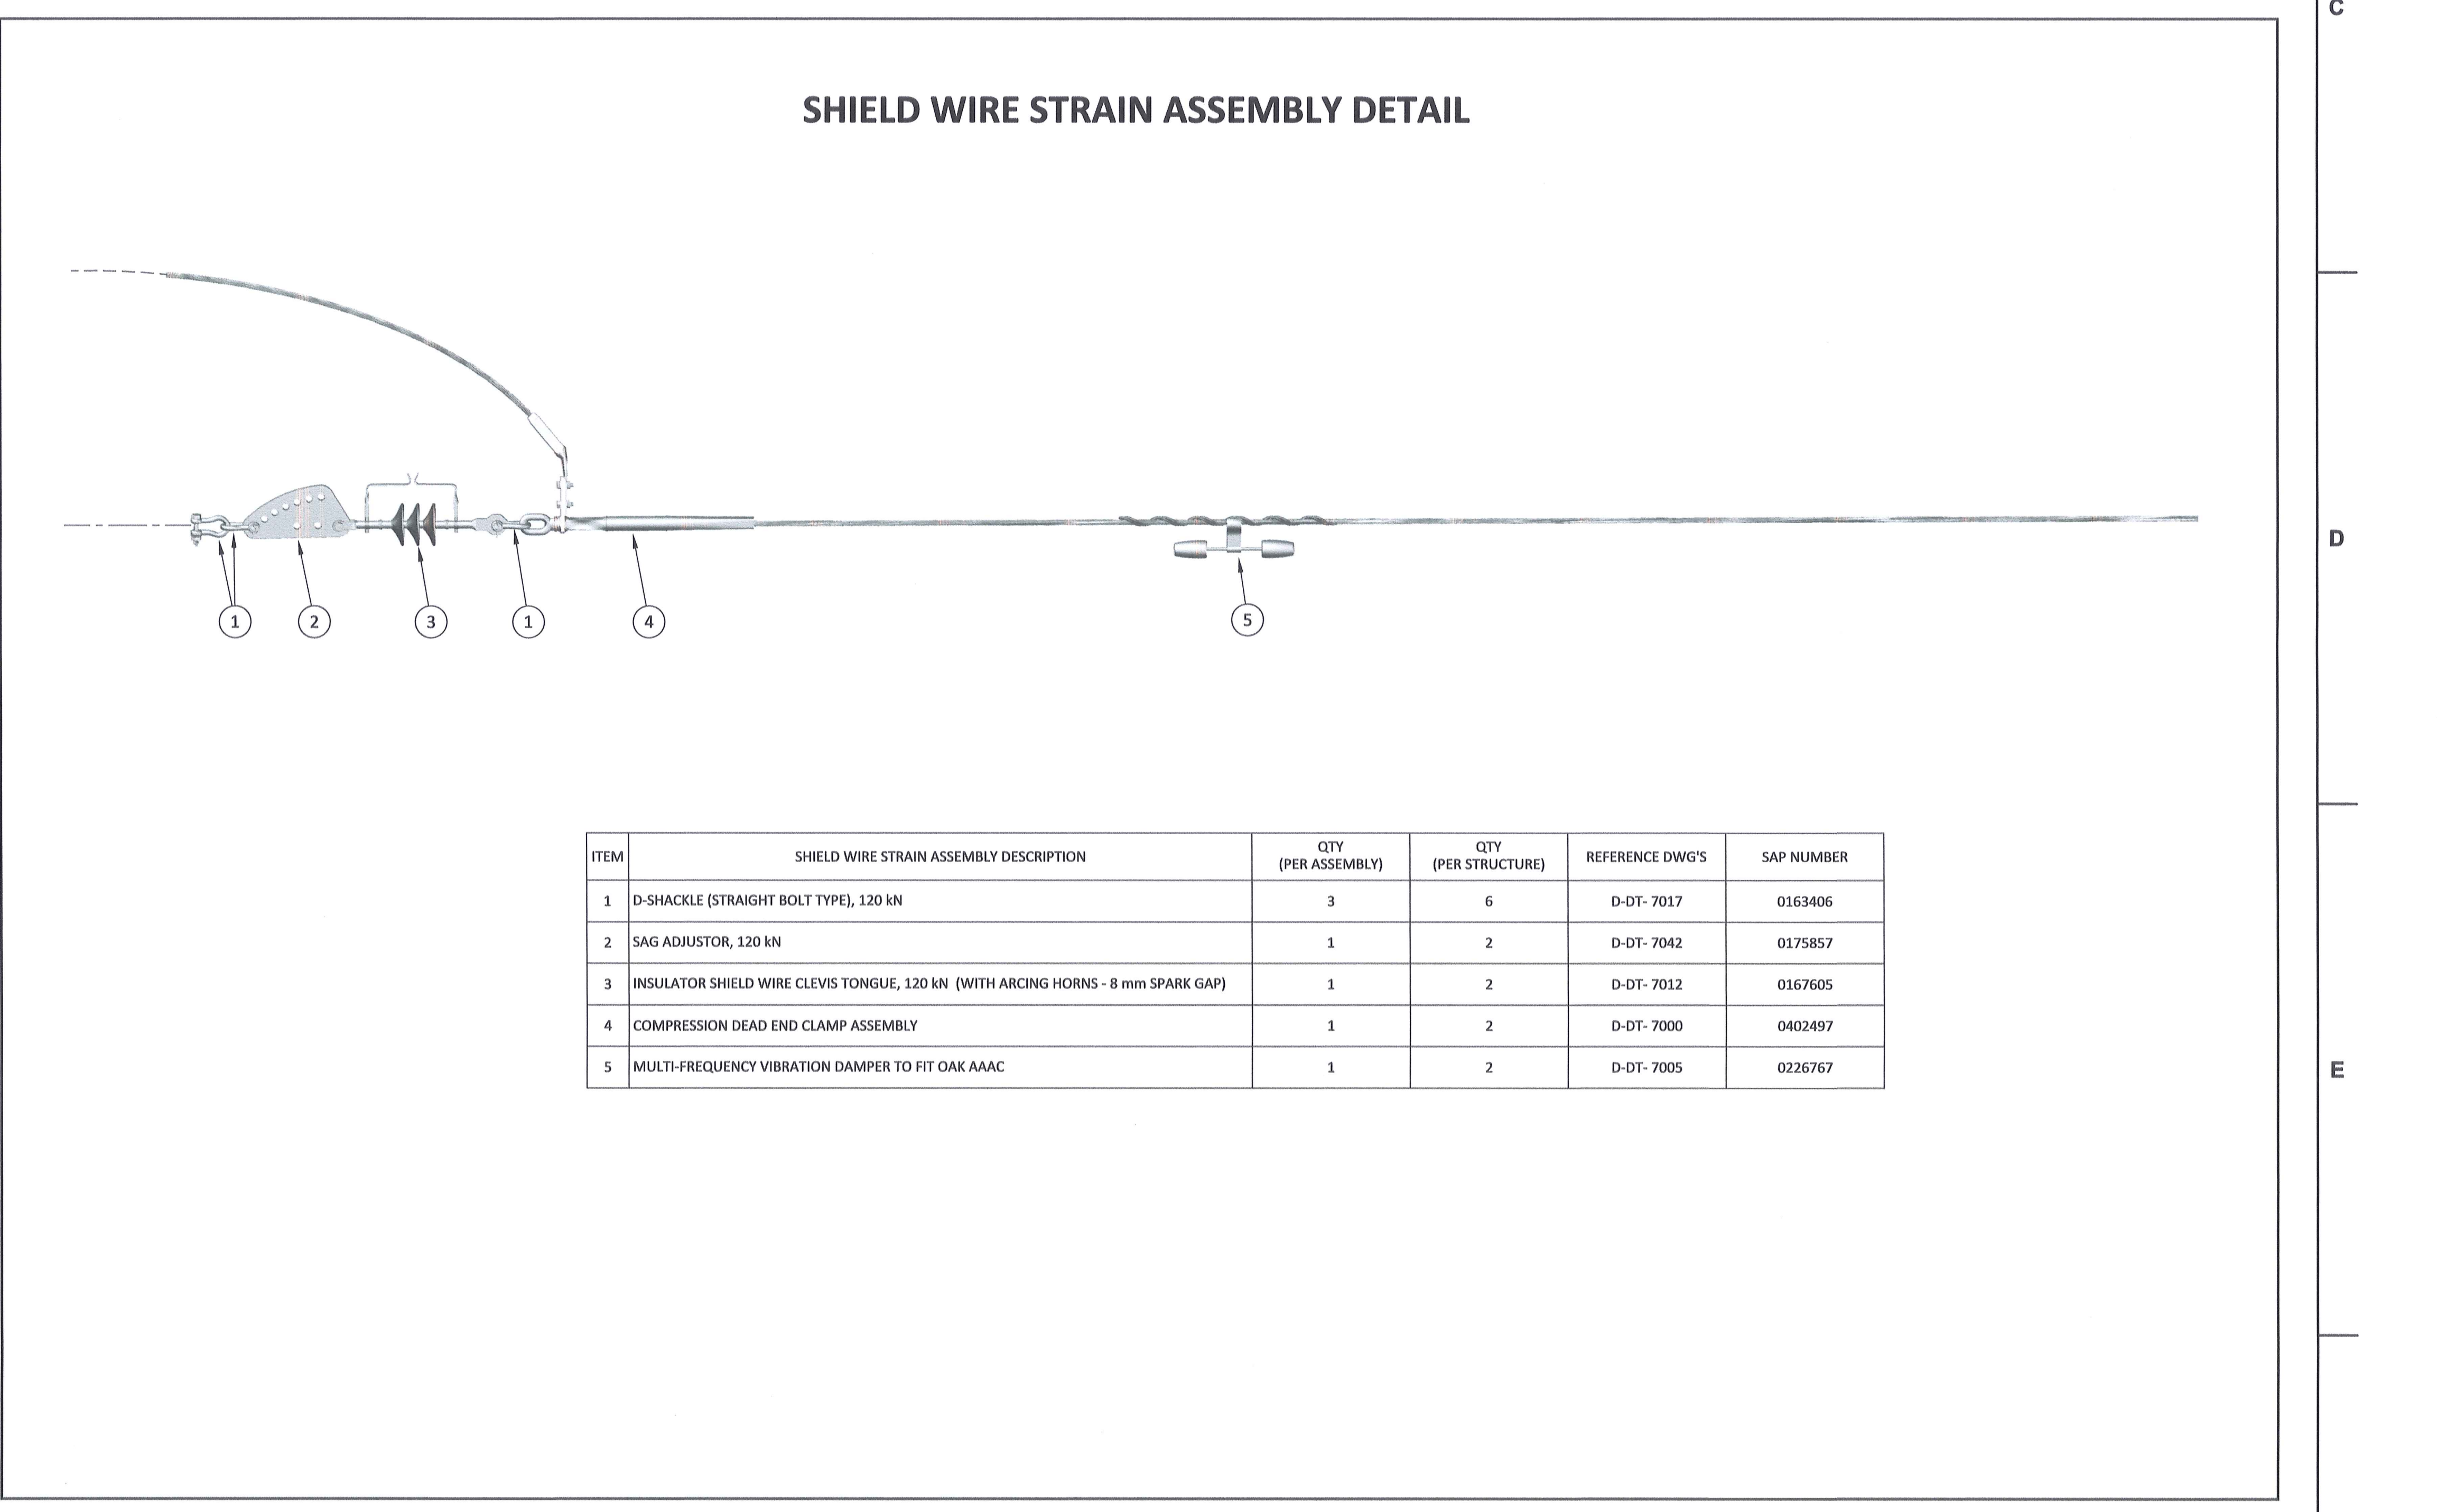 C
SHIELD WIRE STRAIN ASSEMBLY DETAIL
D
1 2 3 1 4 5
ITEM SHIELD WIRE STRAIN ASSEMBLY DESCRIPTION QTY (PER ASSEMBLY) QTY (PER STRUCTURE) REFERENCE DWG'S SAP NUMBER
1 D-SHACKLE (STRAIGHT BOLT TYPE), 120 kN 3 6 D-DT- 7017 0163406
2 SAG ADJUSTOR, 120 kN 1 2 D-DT- 7042 0175857
3 INSULATOR SHIELD WIRE CLEVIS TONGUE, 120 kN (WITH ARCING HORNS - 8 mm SPARK GAP) 1 2 D-DT- 7012 0167605
4 COMPRESSION DEAD END CLAMP ASSEMBLY 1 2 D-DT- 7000 0402497
5 MULTI-FREQUENCY VIBRATION DAMPER TO FIT OAK AAAC 1 2 D-DT- 7005 0226767
E